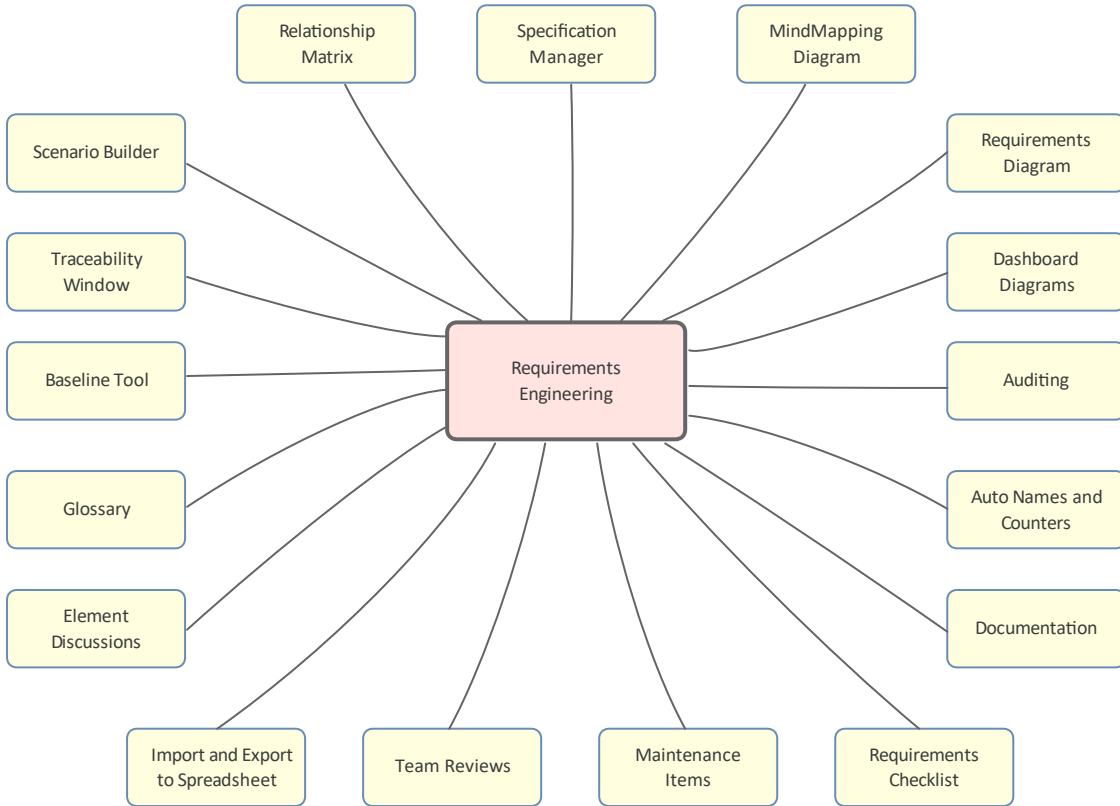 Relationship
Matrix
Specification
Manager
MindMapping
Diagram
Scenario Builder
Requirements
Diagram
Traceability
Window
Dashboard
Diagrams
Requirements
Engineering
Baseline Tool
Auditing
Glossary
Auto Names and
Counters
Element
Discussions
Documentation
Import and Export
to Spreadsheet
Team Reviews
Maintenance
Items
Requirements
Checklist